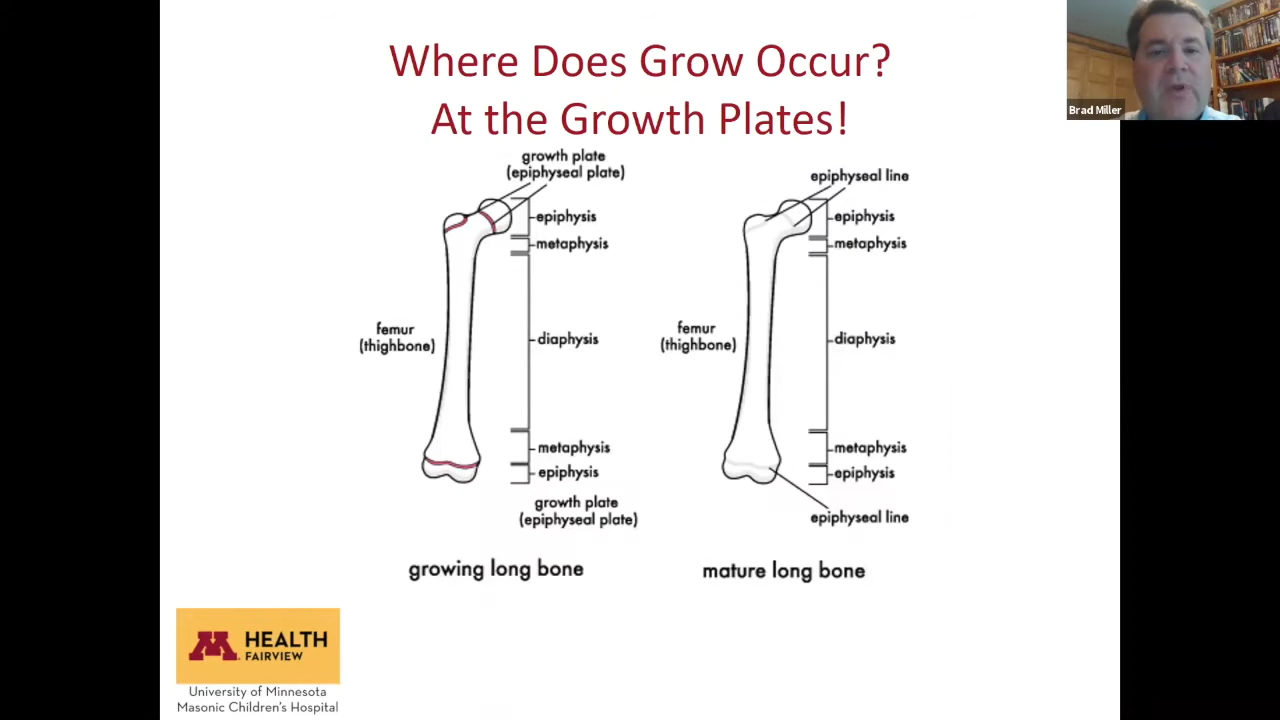 Where Does Grow Occur?
At the Growth Plates!
Brad Miller
growth plate
(epiphyseal plate)
epiphysis
metaphysis
femur
(thighbone)
diaphysis
metaphysis
epiphysis
growth plate
(epiphyseal plate)
growing long bone
epiphyseal line
epiphysis
metaphysis
femur
(thighbone)
diaphysis
metaphysis
epiphysis
epiphyseal line
mature long bone
M HEALTH
FAIRVIEW
University of Minnesota
Masonic Children's Hospital